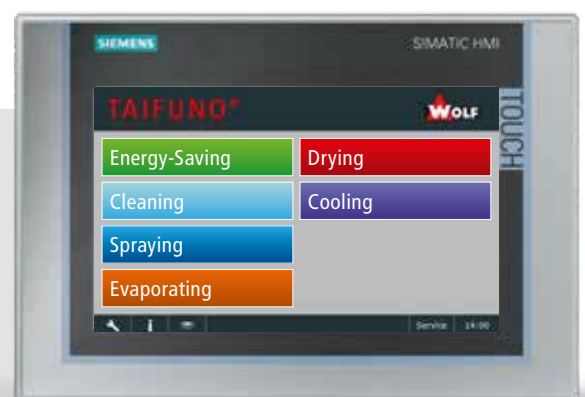 SIEMENS
SIMATIC HMI
TOUCH
TAIFUNO®
WOLF
Energy-Saving
Drying
Cleaning
Cooling
Spraying
Evaporating
Service 14:00